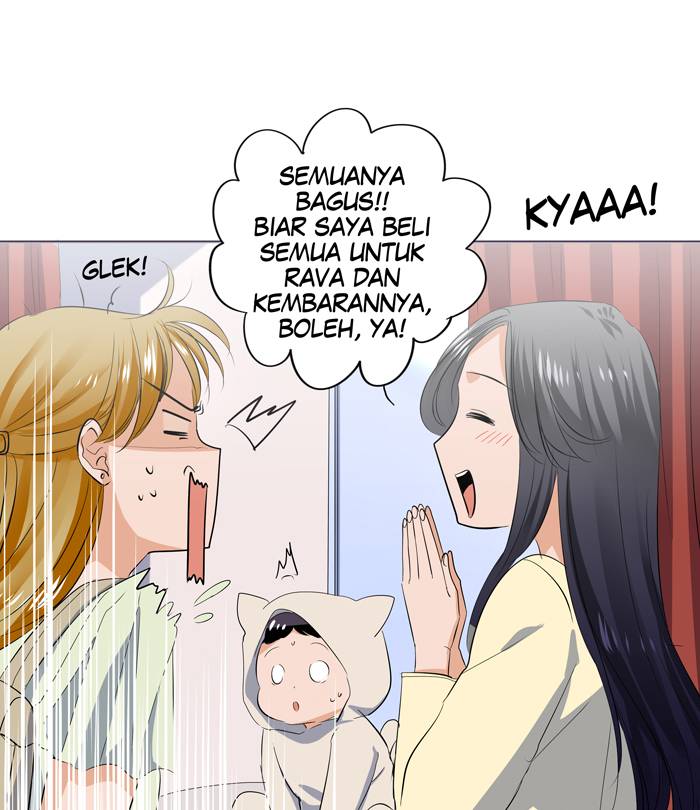 SEMUANYA
BAGUS!!
BIAR SAYA BELI
SEMUA UNTUK
RAVA DAN
KEMBARANNYA,
BOLEH, YA!
KYAAA!
GLEK!